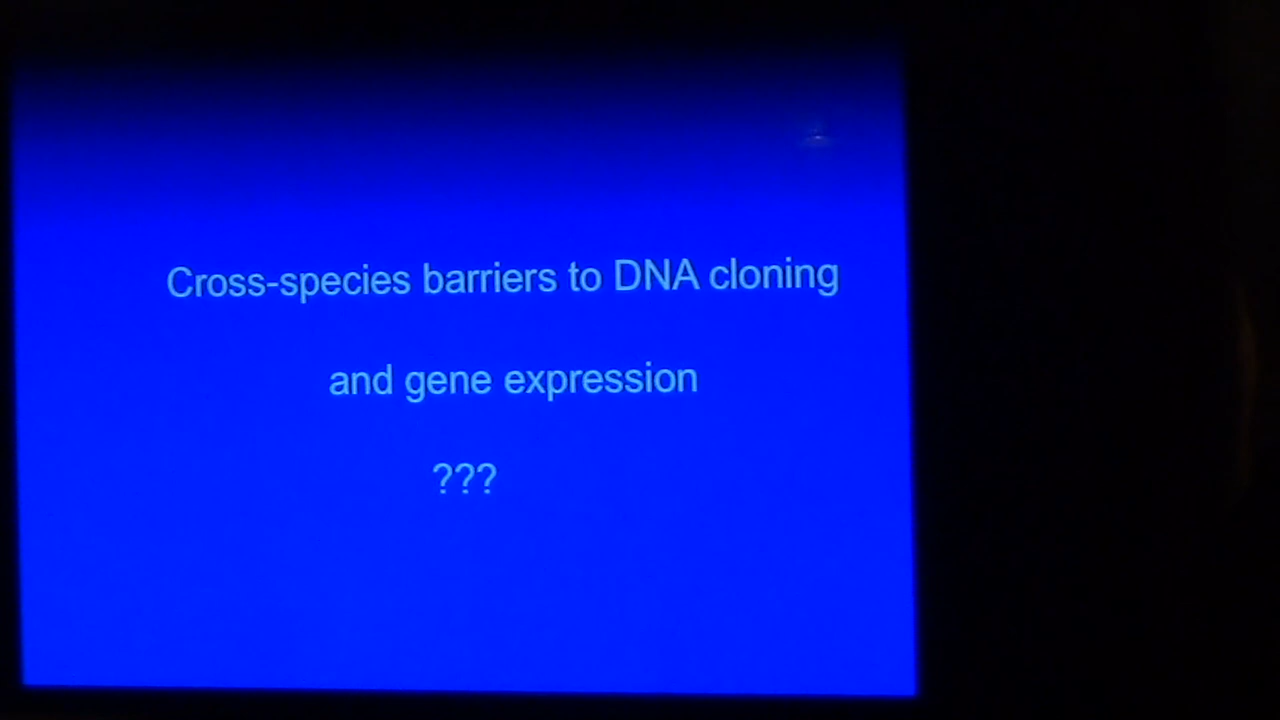 Cross-species barriers to DNA cloning
and gene expression
???